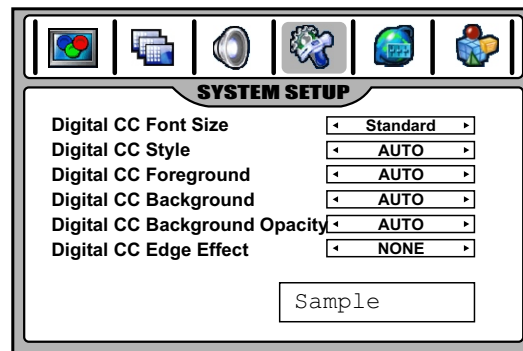 SYSTEM SETUP
Digital CC Font Size Standard
Digital CC Style AUTO
Digital CC Foreground AUTO
Digital CC Background AUTO
Digital CC Background Opacity AUTO
Digital CC Edge Effect NONE
Sample